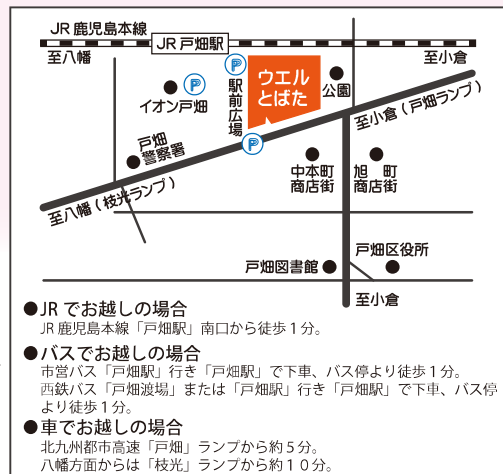 JR 鹿児島本線
JR 戸畑駅
至八幡
至小倉
P
P
ウエル
とばた
公園
イオン戸畑
駅前広場
至小倉(戸畑ランプ)
P
戸畑
警察署
中本町
商店街
旭 町
商店街
至八幡(枝光ランプ)
戸畑区役所
戸畑図書館
至小倉
●JR でお越しの場合
JR 鹿児島本線「戸畑駅」南口から徒歩1分。
●バスでお越しの場合
市営バス「戸畑駅」行き「戸畑駅」で下車、バス停より徒歩1分。
西鉄バス「戸畑渡場」または「戸畑駅」行き「戸畑駅」で下車、バス停
より徒歩1分。
●車でお越しの場合
北九州都市高速「戸畑」ランプから約5分。
八幡方面からは「枝光」ランプから約10分。